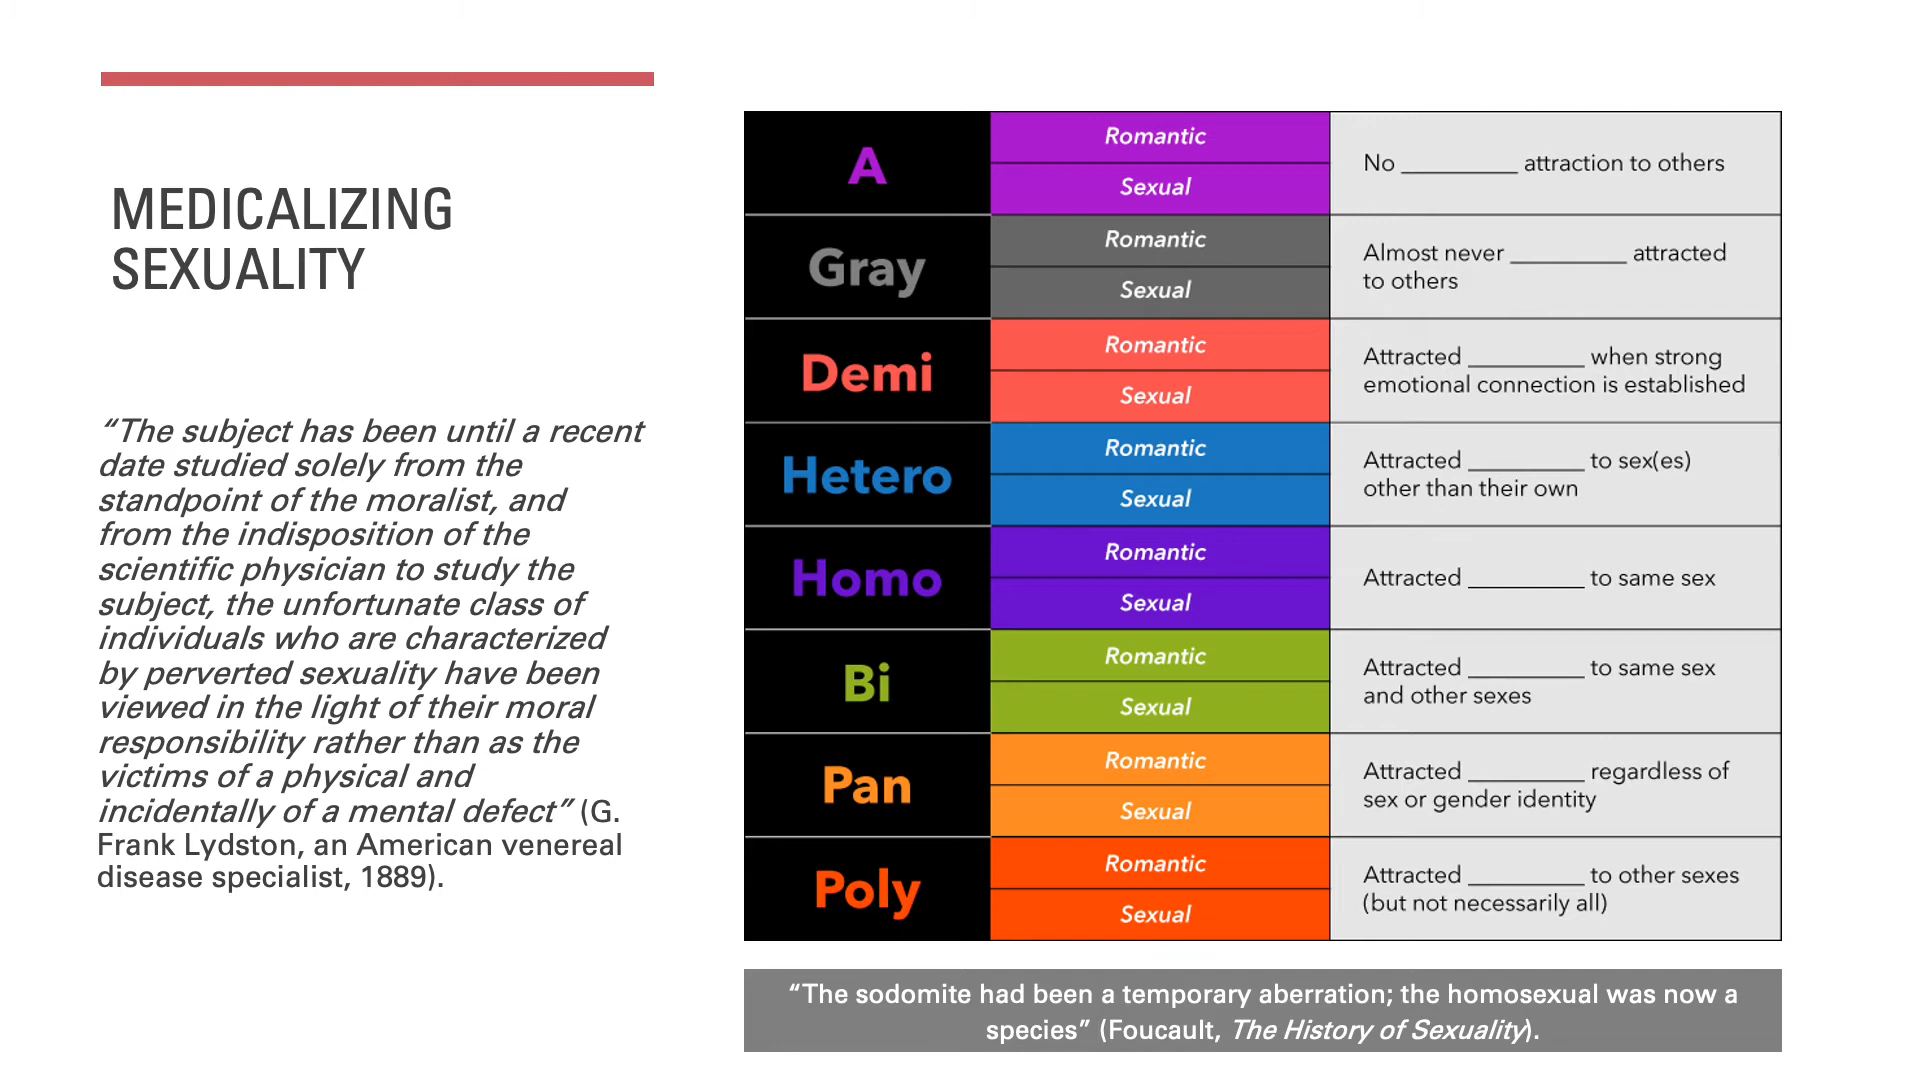 MEDICALIZING
SEXUALITY
“The subject has been until a recent
date studied solely from the
standpoint of the moralist, and
from the indisposition of the
scientific physician to study the
subject, the unfortunate class of
individuals who are characterized
by perverted sexuality have been
viewed in the light of their moral
responsibility rather than as the
victims of a physical and
incidentally of a mental defect” (G.
Frank Lydston, an American venereal
disease specialist, 1889).
A
Romantic
Sexual
No __________ attraction to others
Gray
Romantic
Sexual
Almost never __________ attracted
to others
Demi
Romantic
Sexual
Attracted __________ when strong
emotional connection is established
Hetero
Romantic
Sexual
Attracted __________ to sex(es)
other than their own
Homo
Romantic
Sexual
Attracted __________ to same sex
Bi
Romantic
Sexual
Attracted __________ to same sex
and other sexes
Pan
Romantic
Sexual
Attracted __________ regardless of
sex or gender identity
Poly
Romantic
Sexual
Attracted __________ to other sexes
(but not necessarily all)
“The sodomite had been a temporary aberration; the homosexual was now a
species” (Foucault, The History of Sexuality).